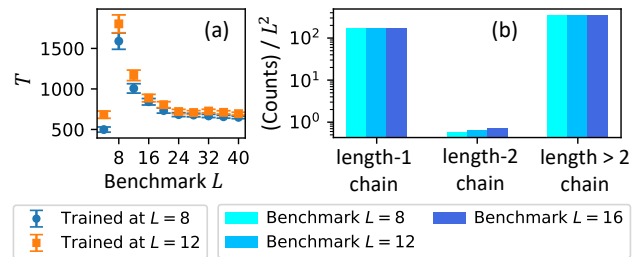 (a)
T
1500
1000
500
8 16 24 32 40
Benchmark L
(b)
(Counts) / L²
10²
10¹
10⁰
length-1 chain
length-2 chain
length > 2 chain
Trained at L = 8
Trained at L = 12
Benchmark L = 8
Benchmark L = 12
Benchmark L = 16